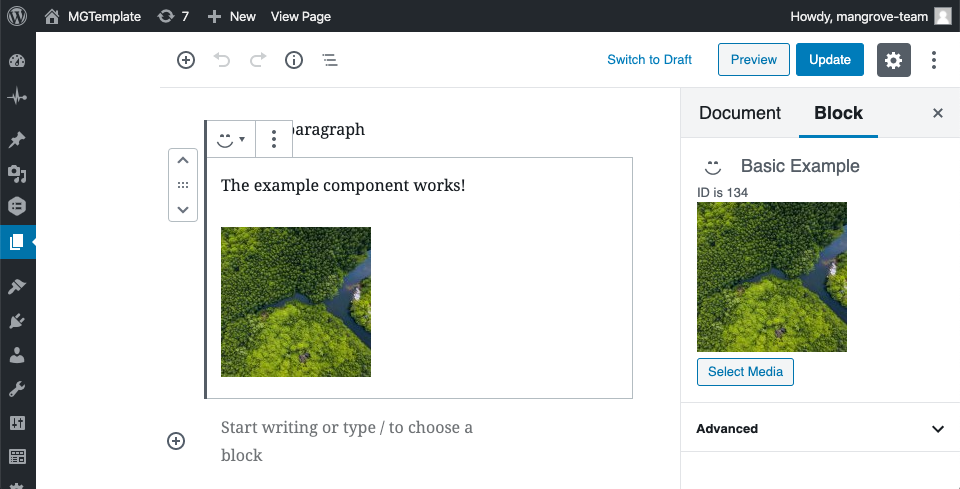 MGTemplate 7 New View Page Howdy, mangrove-team
Switch to Draft Preview Update
Document Block
paragraph
The example component works!
Basic Example
ID is 134
Select Media
Advanced
Start writing or type / to choose a
block